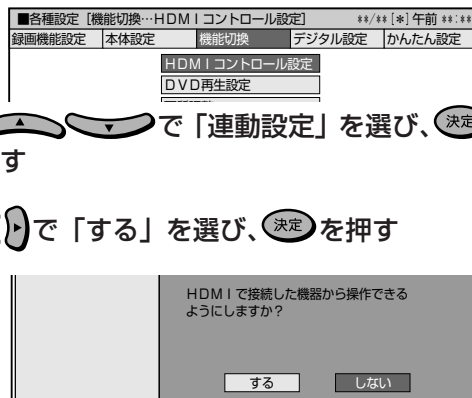 ■各種設定［機能切換…HDMIコントロール設定］ **/**［*］午前 **:**
録画機能設定 本体設定 機能切換 デジタル設定 かんたん設定
HDMIコントロール設定
DVD再生設定
で「連動設定」を選び、決定
す
で「する」を選び、決定を押す
HDMIで接続した機器から操作できる
ようにしますか？
する しない